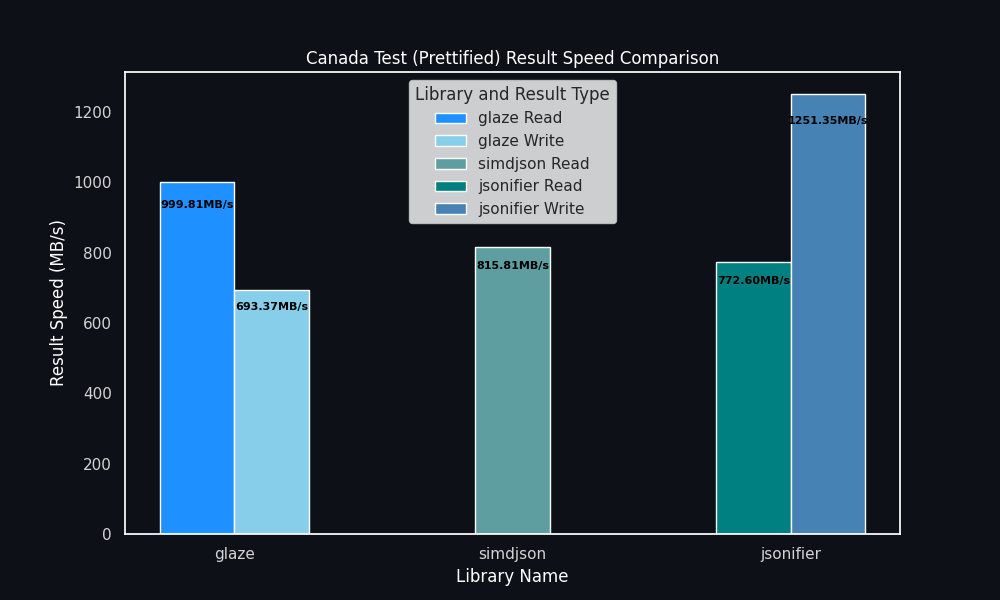 Canada Test (Prettified) Result Speed Comparison
Library and Result Type
glaze Read
glaze Write
simdjson Read
jsonifier Read
jsonifier Write
Result Speed (MB/s)
1200
1000
800
600
400
200
0
999.81MB/s
693.37MB/s
815.81MB/s
772.60MB/s
1251.35MB/s
glaze
simdjson
jsonifier
Library Name